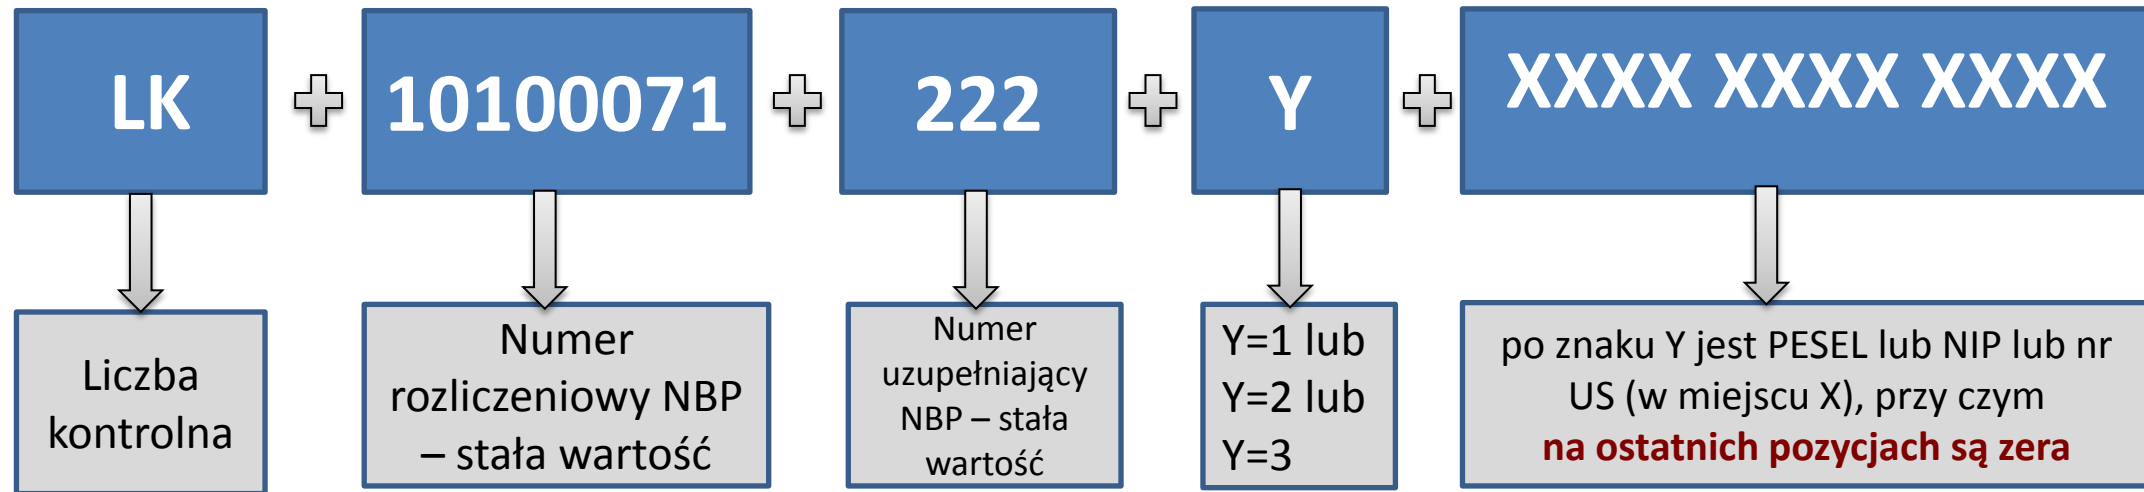 LK
10100071
222
Y
XXXX XXXX XXXX
Liczba
kontrolna
Numer
rozliczeniowy NBP
– stała wartość
Numer
uzupełniający
NBP – stała
wartość
Y=1 lub
Y=2 lub
Y=3
po znaku Y jest PESEL lub NIP lub nr
US (w miejscu X), przy czym
na ostatnich pozycjach są zera